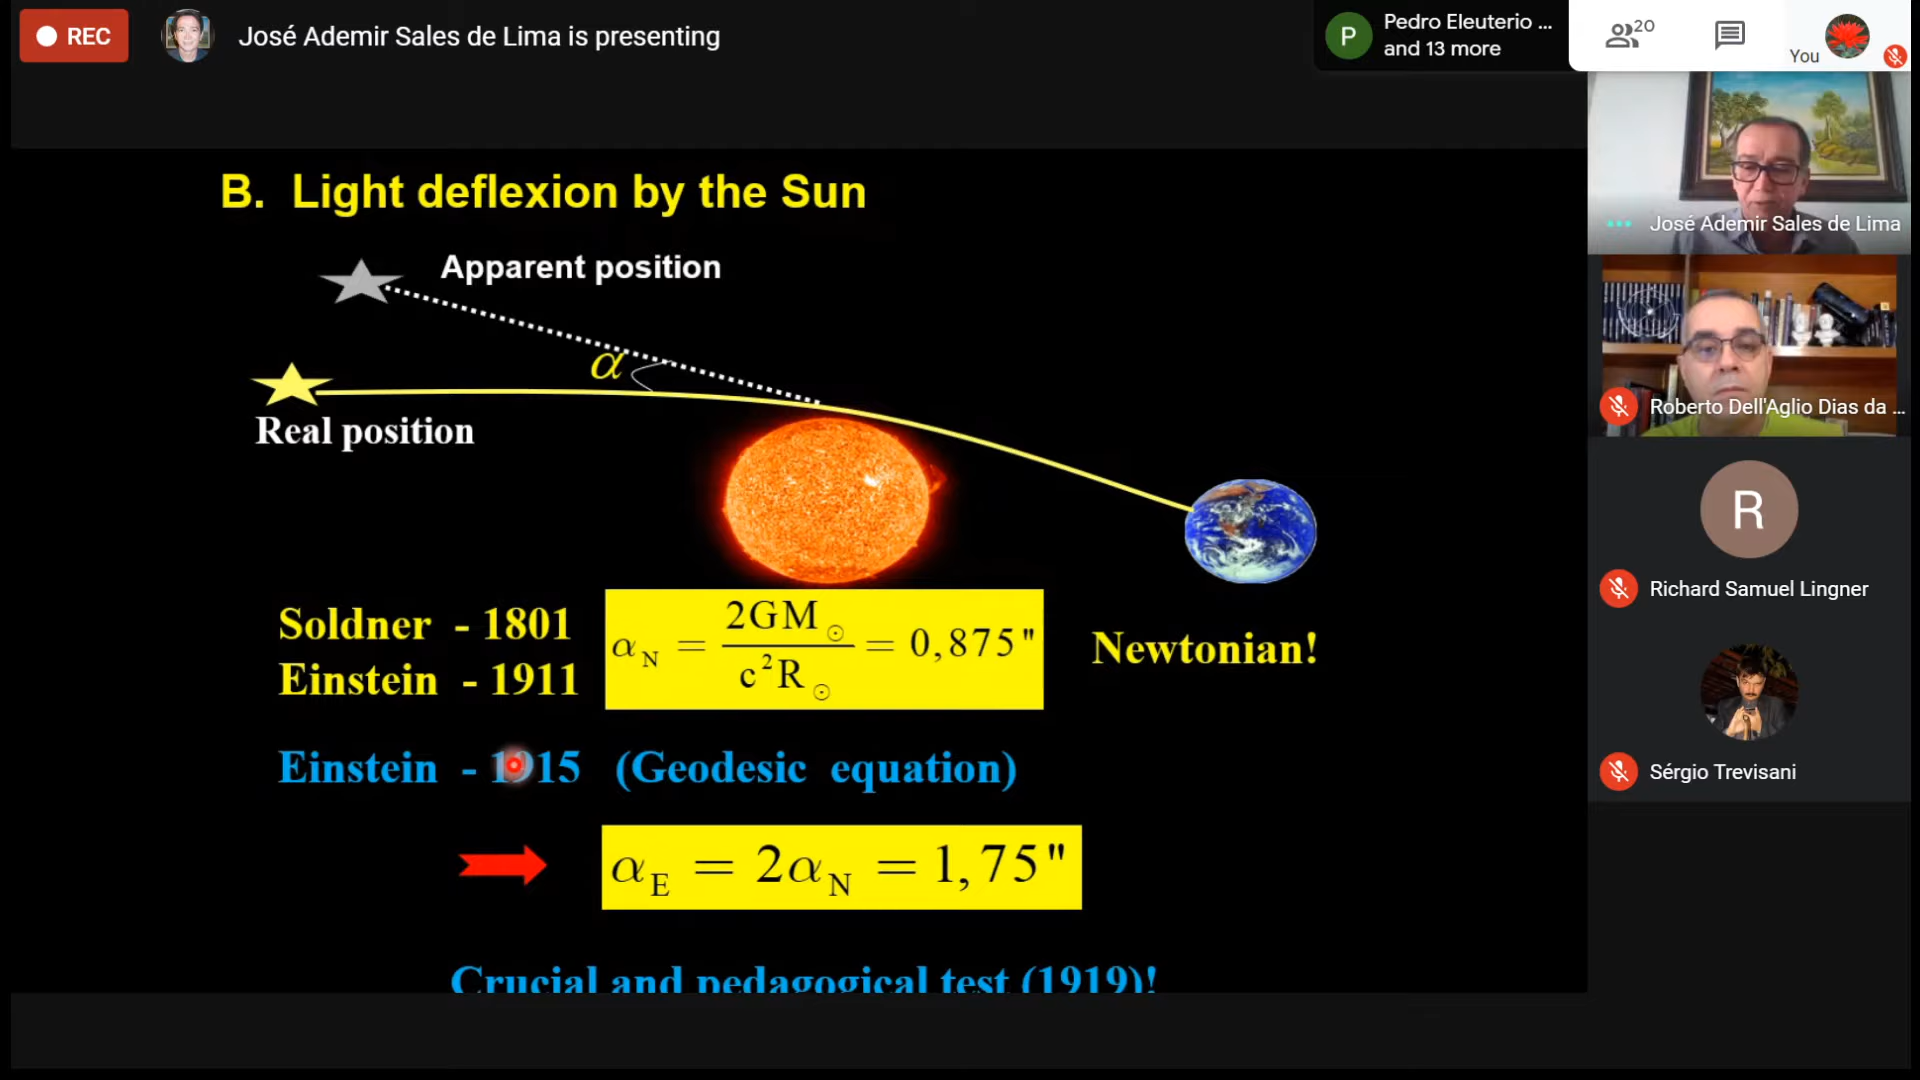 REC
José Ademir Sales de Lima is presenting
P
Pedro Eleuterio ...
and 13 more
20
You
B. Light deflexion by the Sun
Apparent position
α
Real position
José Ademir Sales de Lima
Roberto Dell'Aglio Dias da ...
R
Richard Samuel Lingner
Sérgio Trevisani
Soldner - 1801
Einstein - 1911
α_N = 2GM_☉ / c²R_☉ = 0,875"
Newtonian!
Einstein - 1915 (Geodesic equation)
α_E = 2α_N = 1,75"
Crucial and pedagogical test (1919)!